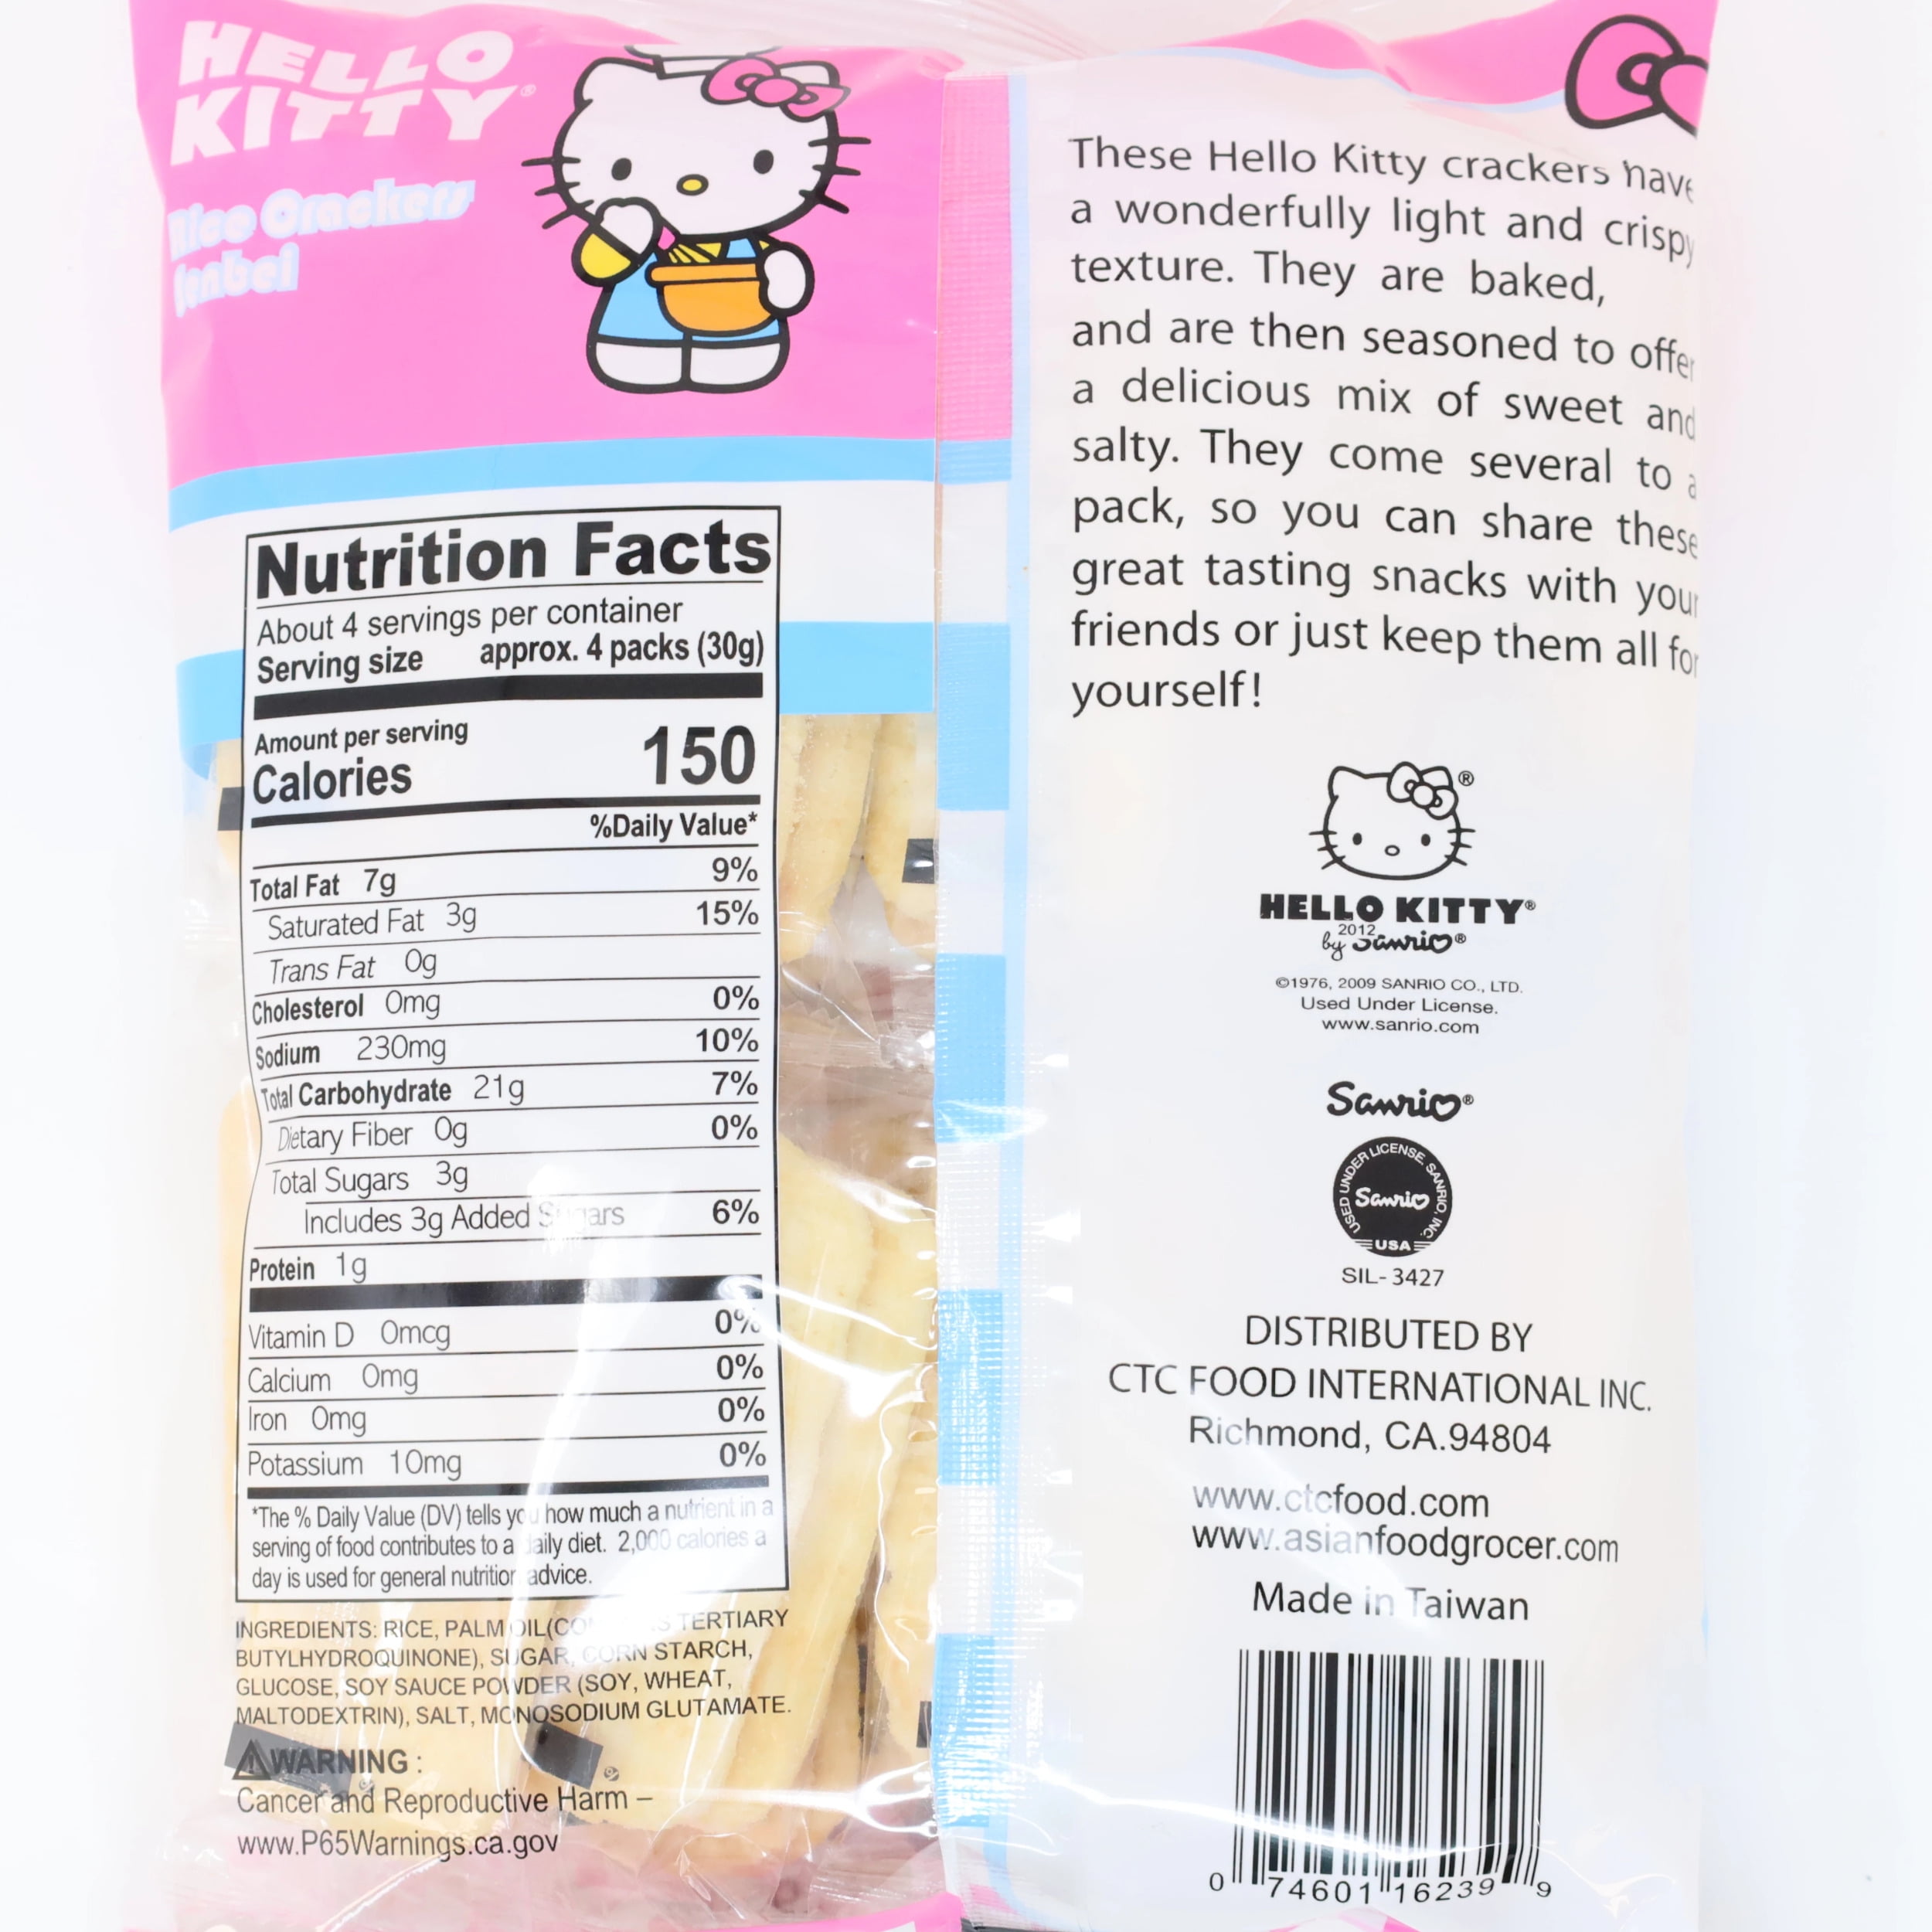 HELLO
KITTY®
Rice Crackers
Senbei
Nutrition Facts
About 4 servings per container
Serving size approx. 4 packs (30g)
Amount per serving
Calories 150
%Daily Value*
Total Fat 7g 9%
Saturated Fat 3g 15%
Trans Fat 0g
Cholesterol 0mg 0%
Sodium 230mg 10%
Total Carbohydrate 21g 7%
Dietary Fiber 0g 0%
Total Sugars 3g
Includes 3g Added Sugars 6%
Protein 1g
Vitamin D 0mcg 0%
Calcium 0mg 0%
Iron 0mg 0%
Potassium 10mg 0%
*The % Daily Value (DV) tells you how much a nutrient in a
serving of food contributes to a daily diet. 2,000 calories a
day is used for general nutrition advice.
INGREDIENTS: RICE, PALM OIL(CONTAINS TERTIARY
BUTYLHYDROQUINONE), SUGAR, CORN STARCH,
GLUCOSE, SOY SAUCE POWDER (SOY, WHEAT,
MALTODEXTRIN), SALT, MONOSODIUM GLUTAMATE.
⚠WARNING :
Cancer and Reproductive Harm –
www.P65Warnings.ca.gov
These Hello Kitty crackers have
a wonderfully light and crispy
texture. They are baked,
and are then seasoned to offer
a delicious mix of sweet and
salty. They come several to a
pack, so you can share these
great tasting snacks with your
friends or just keep them all for
yourself!
®
HELLO KITTY®
2012
by Sanrio®
©1976, 2009 SANRIO CO., LTD.
Used Under License.
www.sanrio.com
Sanrio®
USED UNDER LICENSE. SANRIO, INC.
Sanrio
USA
SIL- 3427
DISTRIBUTED BY
CTC FOOD INTERNATIONAL INC.
Richmond, CA.94804
www.ctcfood.com
www.asianfoodgrocer.com
Made in Taiwan
0 74601 16239 9